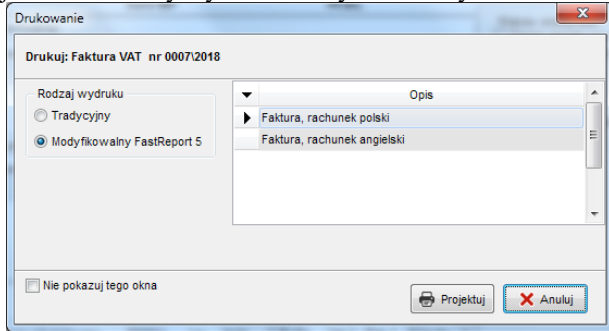 Drukowanie
Drukuj: Faktura VAT nr 0007\2018
Rodzaj wydruku
Tradycyjny
Modyfikowalny FastReport 5
Opis
Faktura, rachunek polski
Faktura, rachunek angielski
Nie pokazuj tego okna
Projektuj
Anuluj